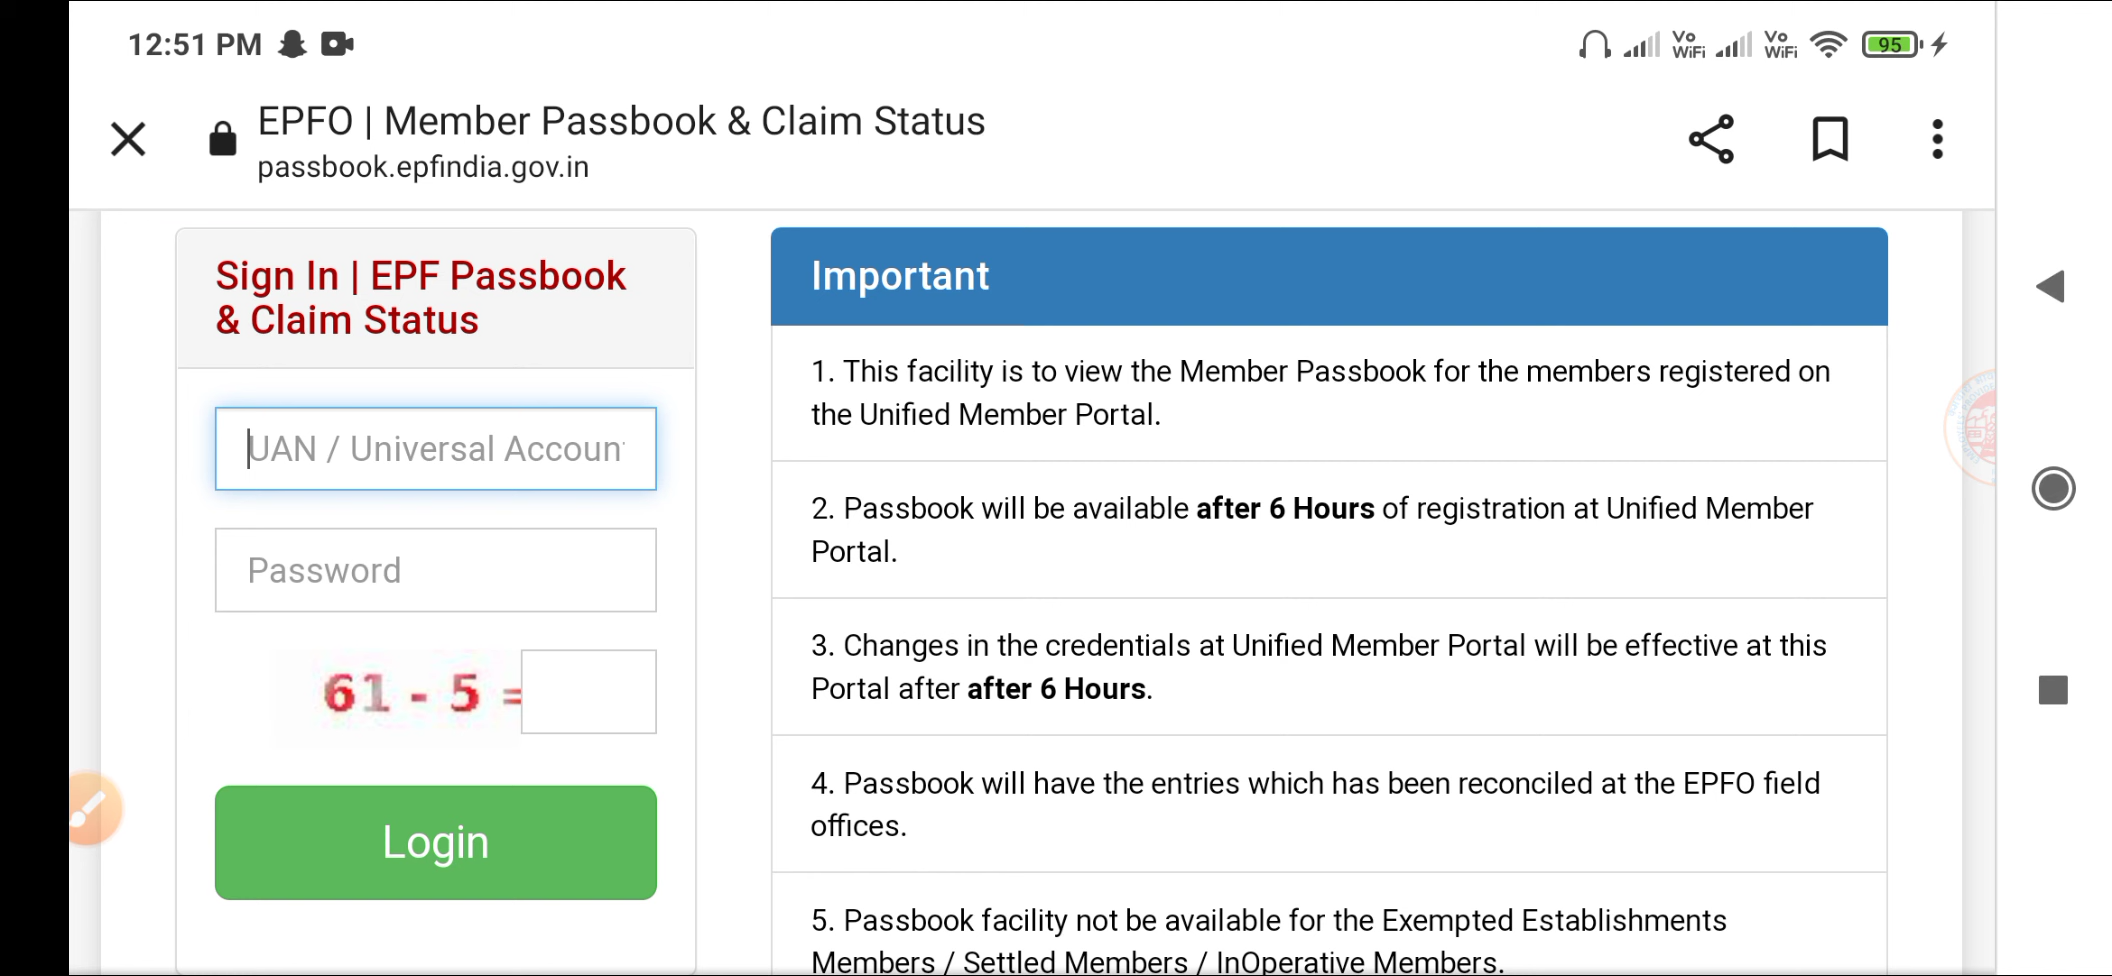 12:51 PM
Vo WiFi Vo WiFi 95
EPFO | Member Passbook & Claim Status
passbook.epfindia.gov.in
Sign In | EPF Passbook
& Claim Status
UAN / Universal Accoun
Password
61 - 5 =
Login
Important
1. This facility is to view the Member Passbook for the members registered on
the Unified Member Portal.
2. Passbook will be available after 6 Hours of registration at Unified Member
Portal.
3. Changes in the credentials at Unified Member Portal will be effective at this
Portal after after 6 Hours.
4. Passbook will have the entries which has been reconciled at the EPFO field
offices.
5. Passbook facility not be available for the Exempted Establishments
Members / Settled Members / InOperative Members.